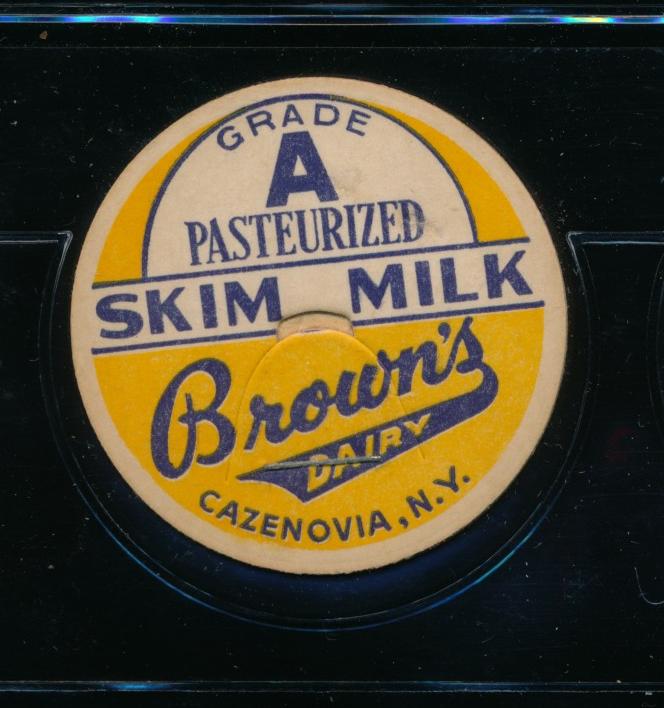 GRADE
A
PASTEURIZED
SKIM MILK
Brown's
DAIRY
CAZENOVIA, N.Y.